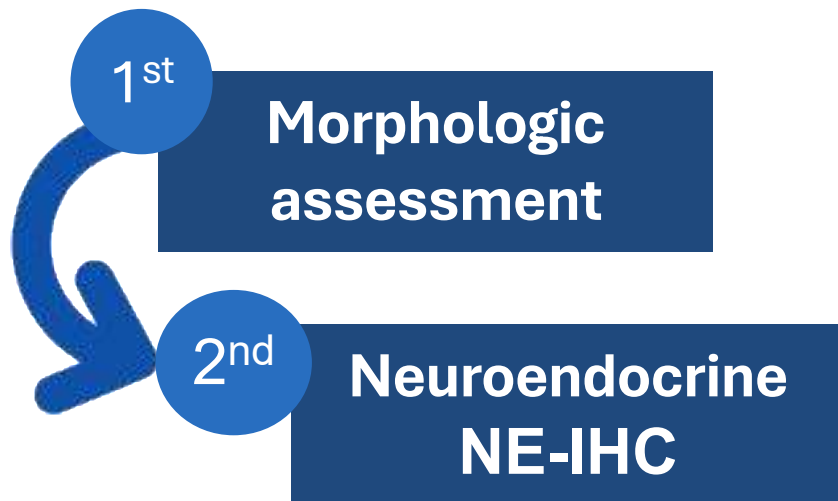 1st
Morphologic
assessment
2nd
Neuroendocrine
NE-IHC